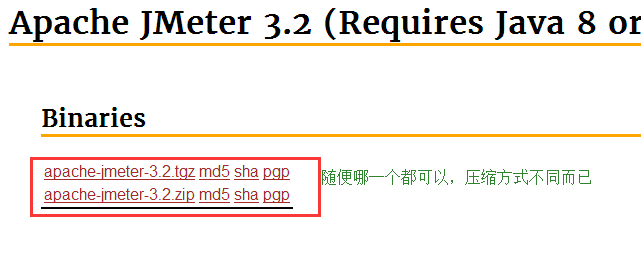 Apache JMeter 3.2 (Requires Java 8 or
Binaries
apache-jmeter-3.2.tgz md5 sha pgp
随便哪一个都可以，压缩方式不同而已
apache-jmeter-3.2.zip md5 sha pgp